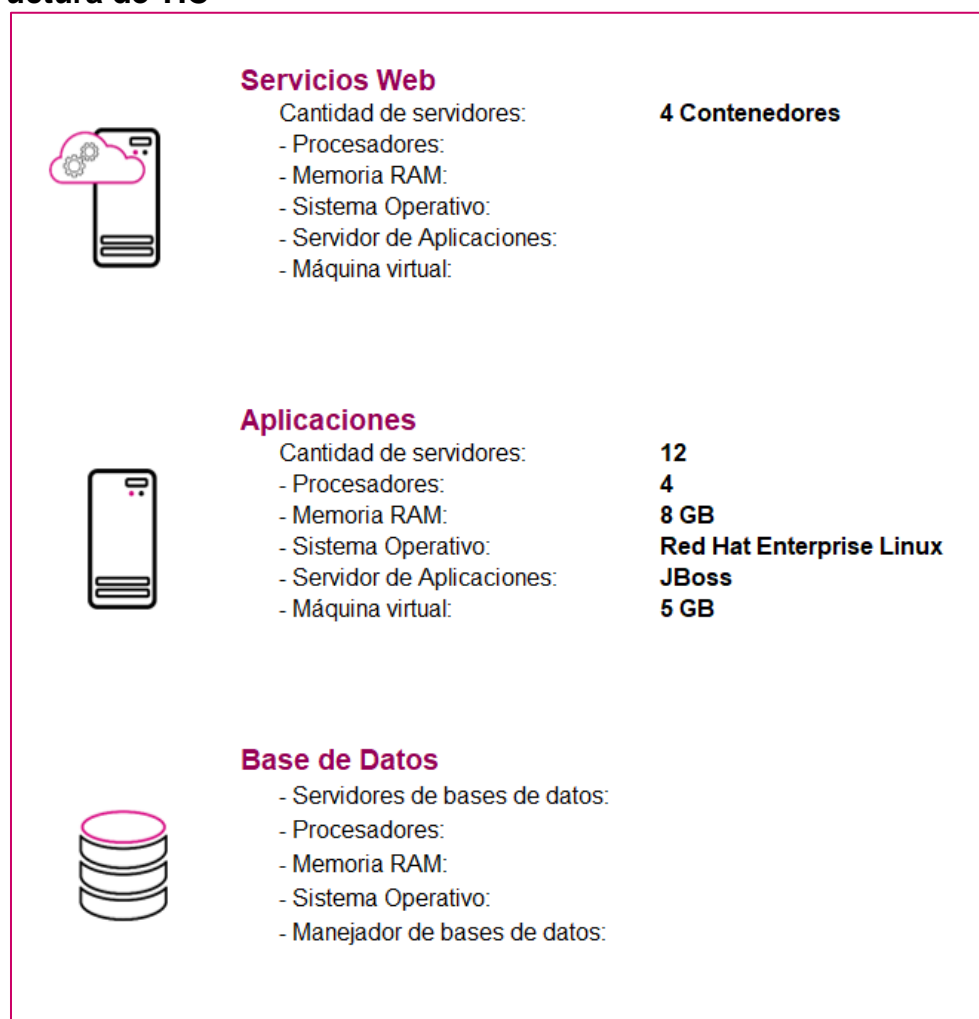 Servicios Web
Cantidad de servidores: 4 Contenedores
- Procesadores:
- Memoria RAM:
- Sistema Operativo:
- Servidor de Aplicaciones:
- Máquina virtual:
Aplicaciones
Cantidad de servidores: 12
- Procesadores: 4
- Memoria RAM: 8 GB
- Sistema Operativo: Red Hat Enterprise Linux
- Servidor de Aplicaciones: JBoss
- Máquina virtual: 5 GB
Base de Datos
- Servidores de bases de datos:
- Procesadores:
- Memoria RAM:
- Sistema Operativo:
- Manejador de bases de datos: